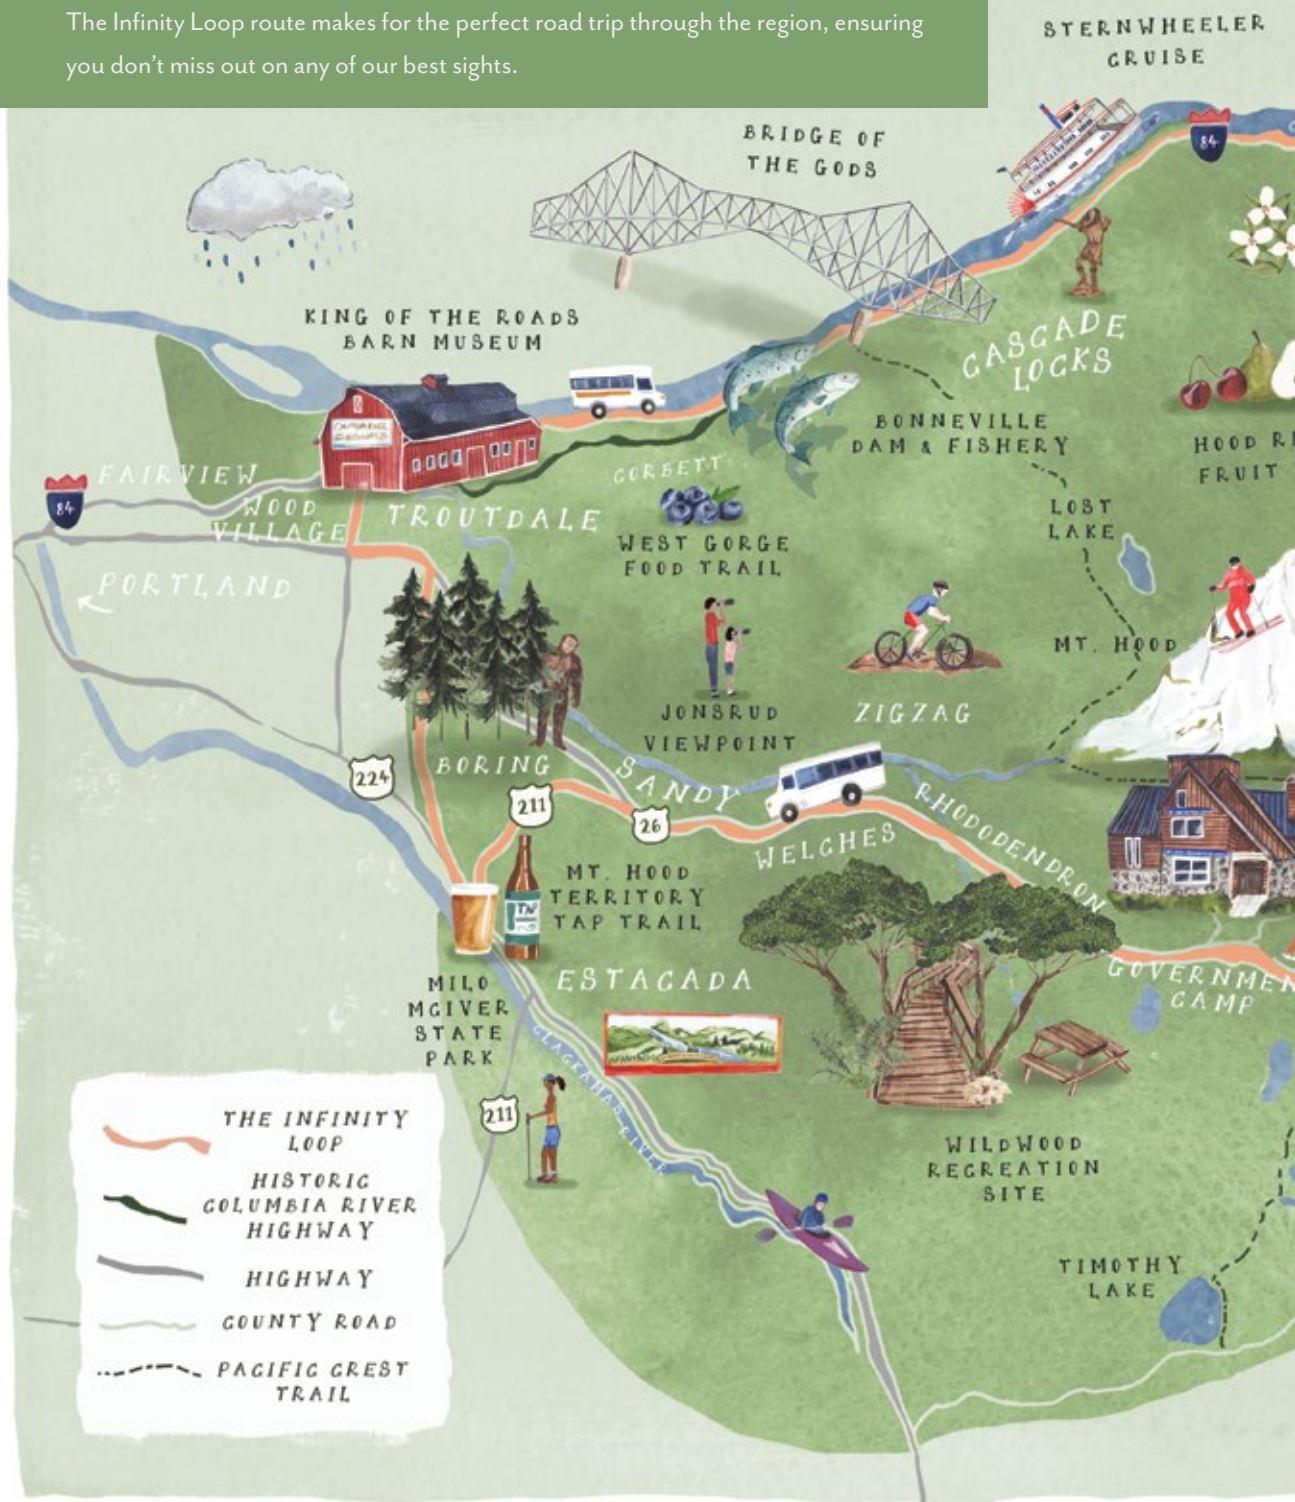 The Infinity Loop route makes for the perfect road trip through the region, ensuring
you don't miss out on any of our best sights.
STERNWHEELER
CRUISE
84
BRIDGE OF
THE GODS
KING OF THE ROADS
BARN MUSEUM
CASCADE
LOCKS
BONNEVILLE
DAM & FISHERY
HOOD RI
FRUIT
FAIRVIEW
84
WOOD
VILLAGE
TROUTDALE
CORBETT
WEST GORGE
FOOD TRAIL
LOST
LAKE
PORTLAND
MT. HOOD
JONSRUD
VIEWPOINT
ZIGZAG
BORING
224
211
SANDY
26
WELCHES
RHODODENDRON
MT. HOOD
TERRITORY
TAP TRAIL
GOVERNMEN
CAMP
MILO
MCIVER
STATE
PARK
ESTACADA
CLACKAMAS RIVER
211
WILDWOOD
RECREATION
SITE
TIMOTHY
LAKE
THE INFINITY
LOOP
HISTORIC
COLUMBIA RIVER
HIGHWAY
HIGHWAY
COUNTY ROAD
PACIFIC CREST
TRAIL